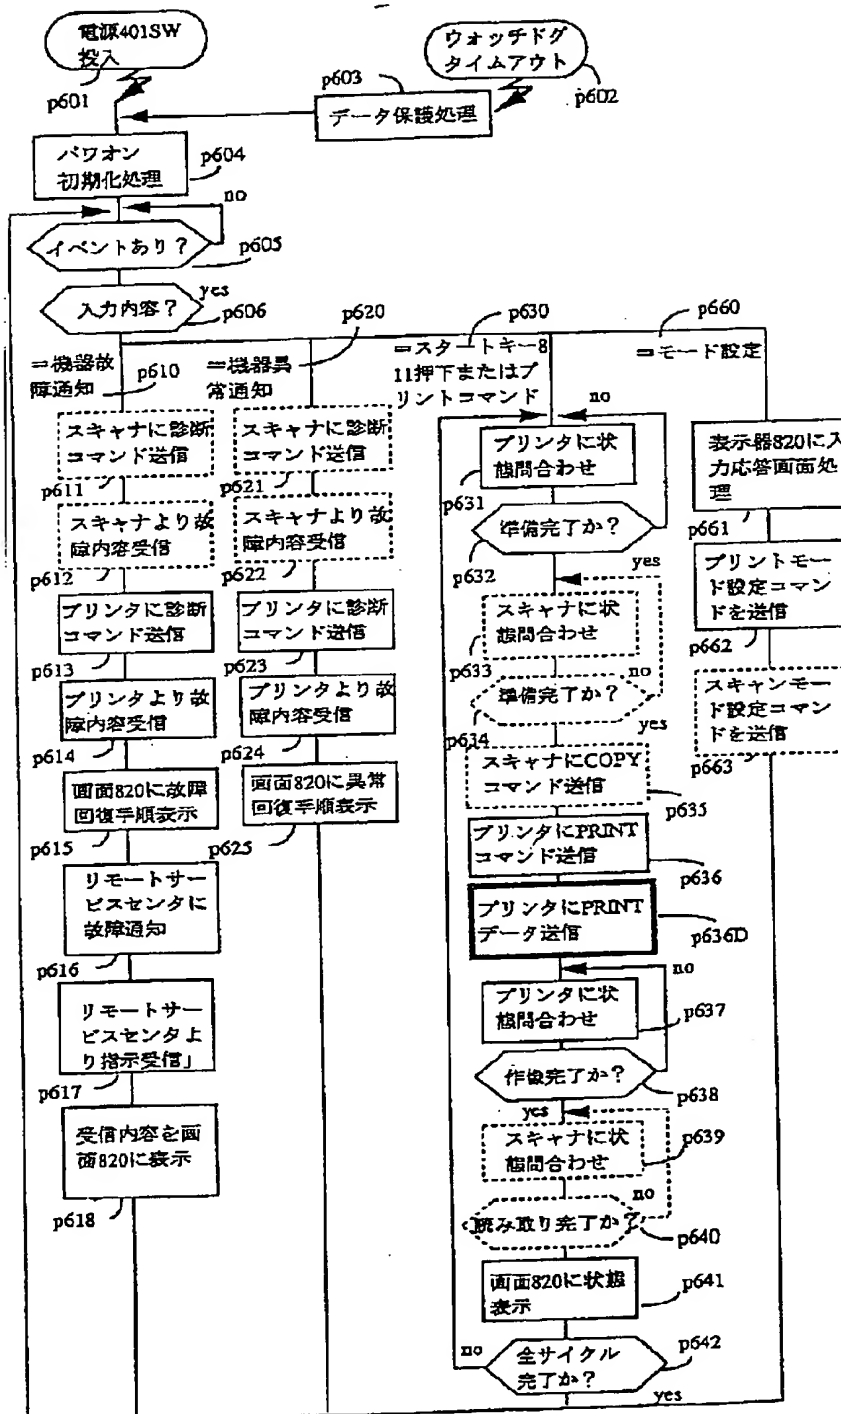 電源401SW
投入
p601
ウォッチドグ
タイムアウト
p602
p603
データ保護処理
パワオン
初期化処理
p604
no
イベントあり？
p605
入力内容？
yes
p606
＝機器故
障通知
p610
スキャナに診断
コマンド送信
p611
スキャナより故
障内容受信
p612
プリンタに診断
コマンド送信
p613
プリンタより故
障内容受信
p614
画面820に故障
回復手順表示
p615
リモートサー
ビスセンタに
故障通知
p616
リモートサー
ビスセンタよ
り指示受信」
p617
受信内容を画
面820に表示
p618
p620
＝機器異
常通知
スキャナに診断
コマンド送信
p621
スキャナより故
障内容受信
p622
プリンタに診断
コマンド送信
p623
プリンタより故
障内容受信
p624
画面820に異常
回復手順表示
p625
p630
＝スタートキー8
11押下またはプ
リントコマンド
no
プリンタに状
態問合わせ
p631
準備完了か？
p632
yes
スキャナに状
態問合わせ
p633
no
準備完了か？
p634
yes
スキャナにCOPY
コマンド送信
p635
プリンタにPRINT
コマンド送信
p636
プリンタにPRINT
データ送信
p636D
no
プリンタに状
態問合わせ
p637
作像完了か？
p638
yes
スキャナに状
態問合わせ
p639
no
読み取り完了か？
p640
画面820に状態
表示
p641
no
全サイクル
完了か？
p642
yes
p660
＝モード設定
表示器820に入
力応答画面処
理
p661
プリントモー
ド設定コマン
ドを送信
p662
スキャンモー
ド設定コマン
ドを送信
p663